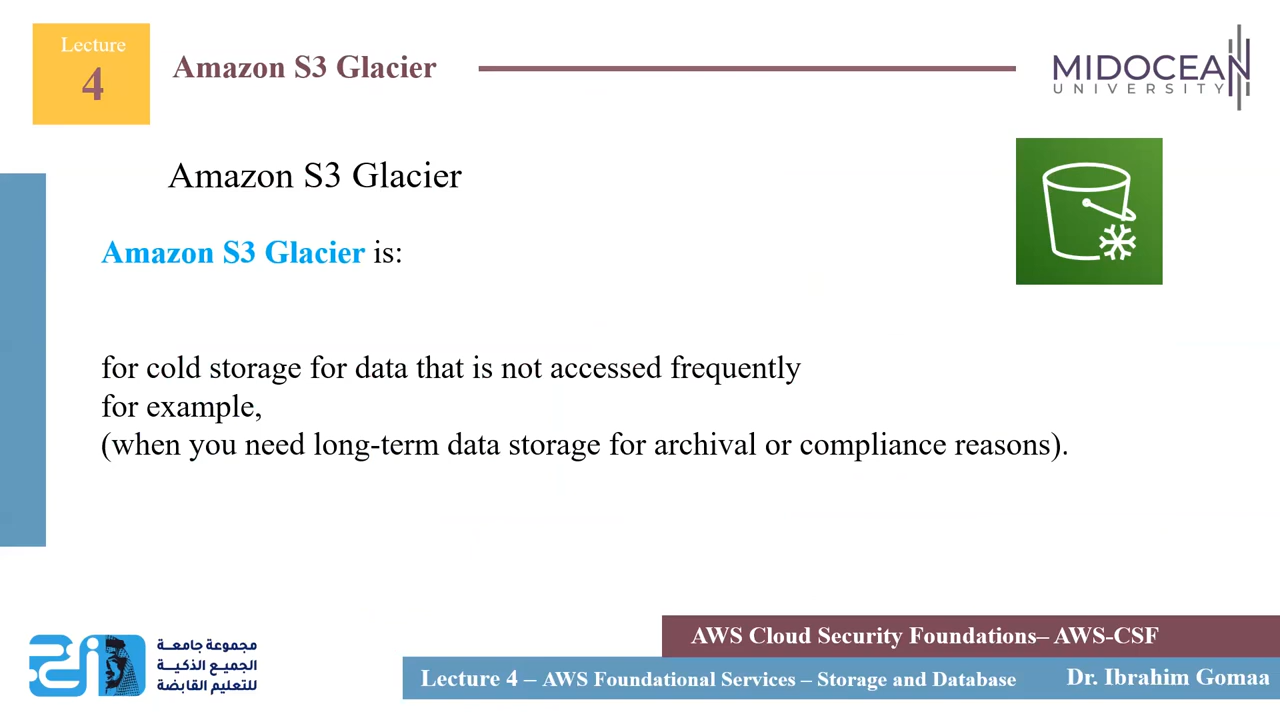 Lecture
4
Amazon S3 Glacier
MIDOCEAN
UNIVERSITY
Amazon S3 Glacier
Amazon S3 Glacier is:
for cold storage for data that is not accessed frequently
for example,
(when you need long-term data storage for archival or compliance reasons).
مجموعة جامعة
الجميع الذكية
للتعليم القابضة
AWS Cloud Security Foundations– AWS-CSF
Lecture 4 – AWS Foundational Services – Storage and Database
Dr. Ibrahim Gomaa